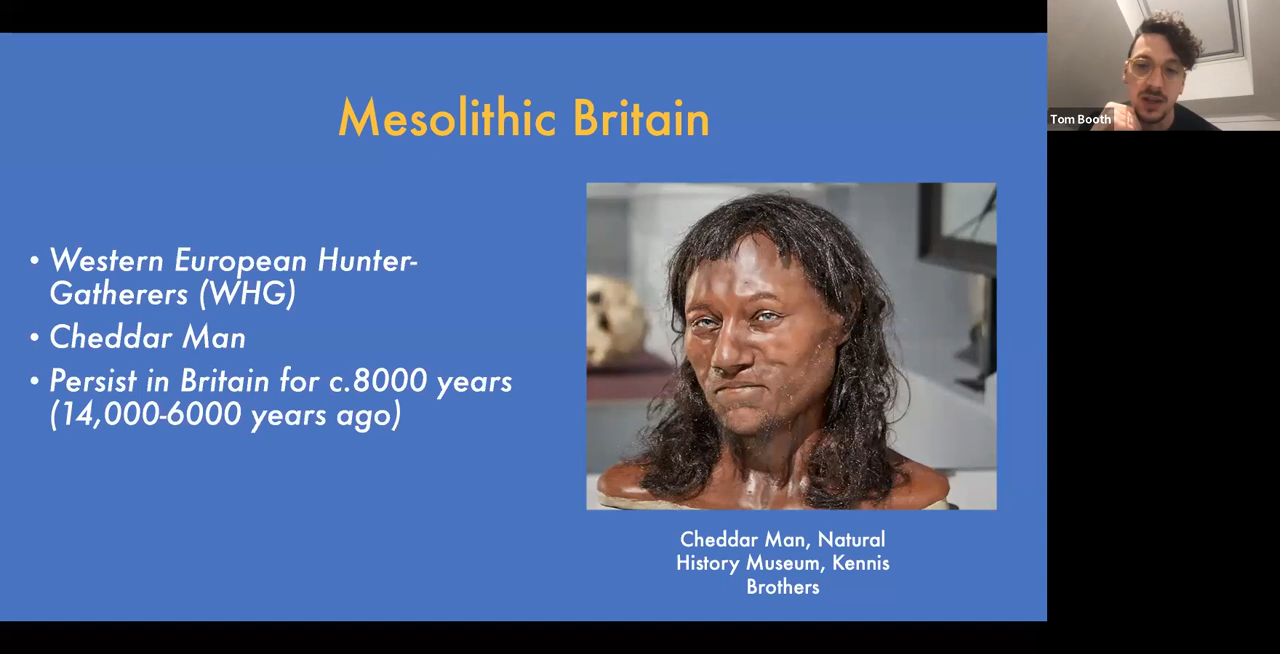 Mesolithic Britain
• Western European Hunter-
Gatherers (WHG)
• Cheddar Man
• Persist in Britain for c.8000 years
(14,000-6000 years ago)
Cheddar Man, Natural
History Museum, Kennis
Brothers
Tom Booth